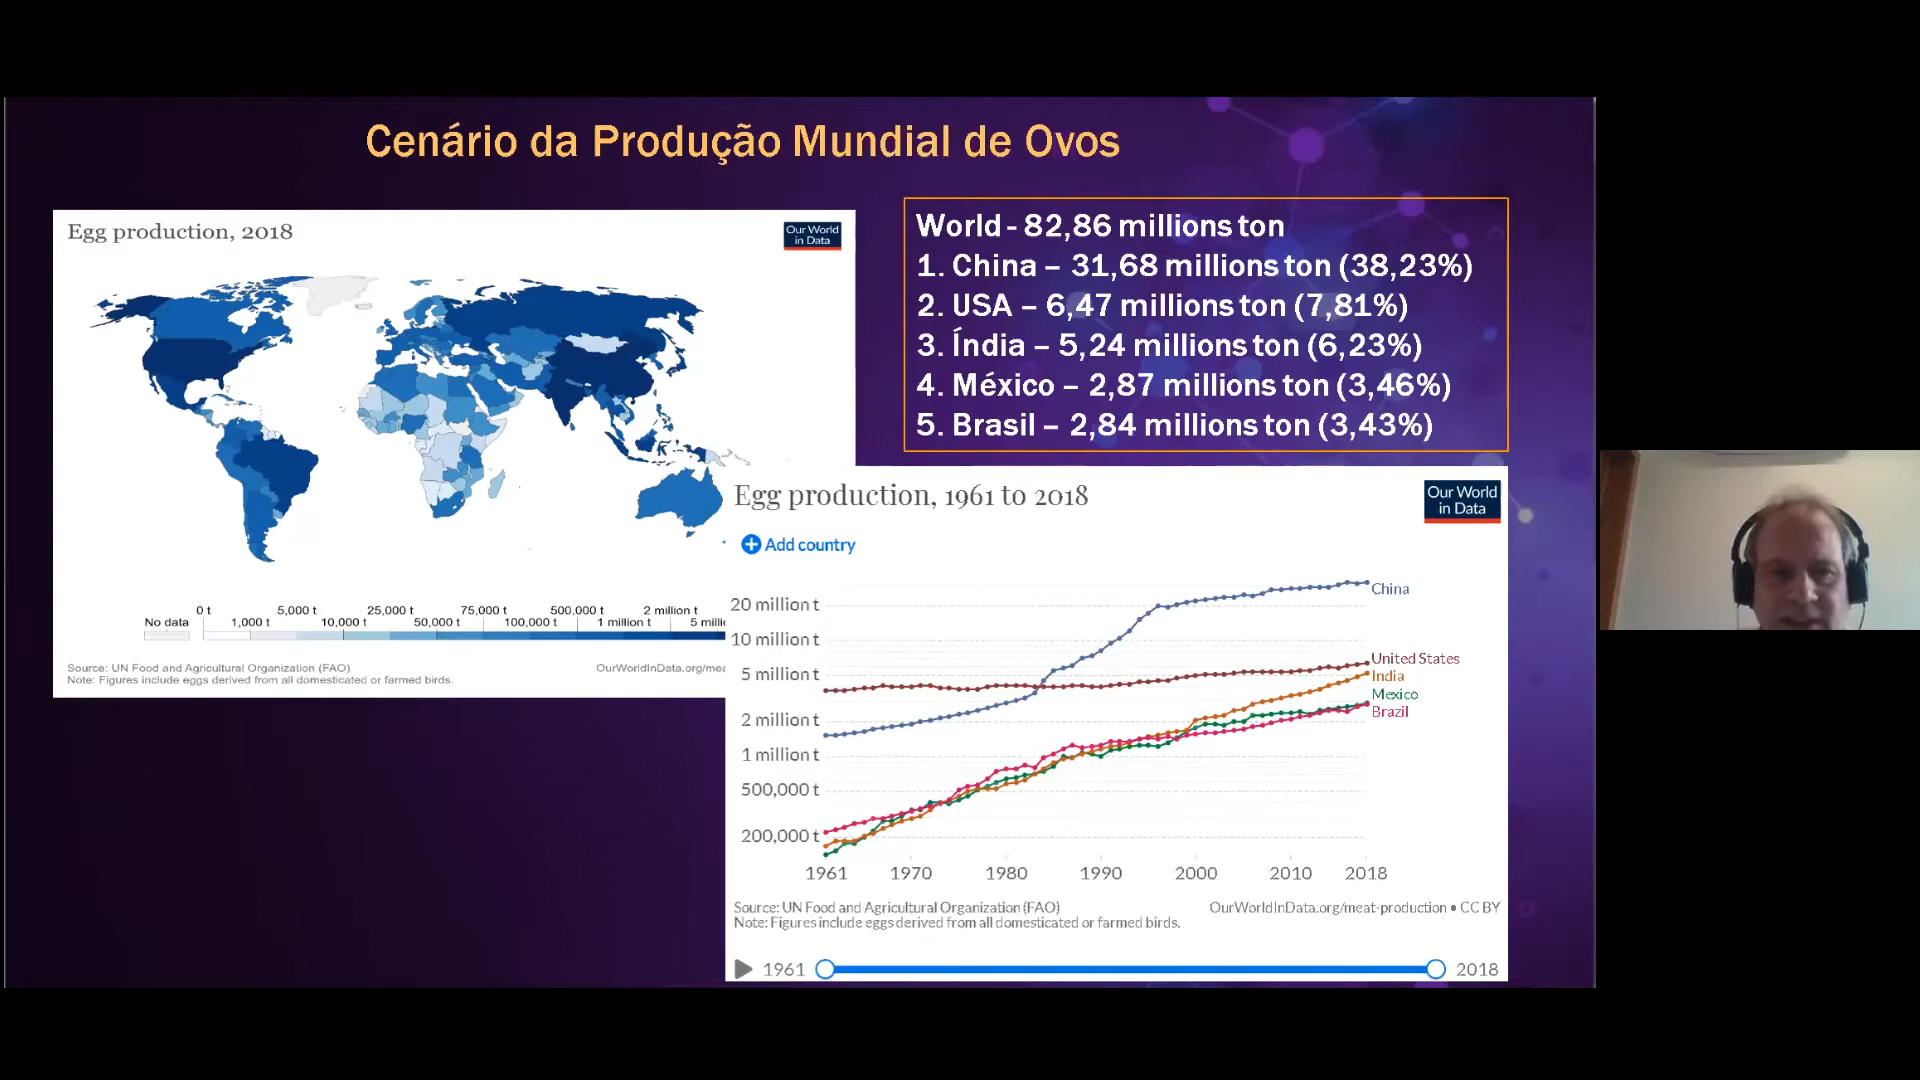 Cenário da Produção Mundial de Ovos
Egg production, 2018
Our World
in Data
No data
0 t
1,000 t
5,000 t
10,000 t
25,000 t
50,000 t
75,000 t
100,000 t
500,000 t
1 million t
2 million t
5 millic
Source: UN Food and Agricultural Organization (FAO)
OurWorldInData.org/mea
Note: Figures include eggs derived from all domesticated or farmed birds.
World - 82,86 millions ton
1. China – 31,68 millions ton (38,23%)
2. USA – 6,47 millions ton (7,81%)
3. Índia – 5,24 millions ton (6,23%)
4. México – 2,87 millions ton (3,46%)
5. Brasil – 2,84 millions ton (3,43%)
Egg production, 1961 to 2018
Our World
in Data
Add country
20 million t
10 million t
5 million t
2 million t
1 million t
500,000 t
200,000 t
China
United States
India
Mexico
Brazil
1961 1970 1980 1990 2000 2010 2018
Source: UN Food and Agricultural Organization (FAO)
OurWorldInData.org/meat-production • CC BY
Note: Figures include eggs derived from all domesticated or farmed birds.
1961
2018